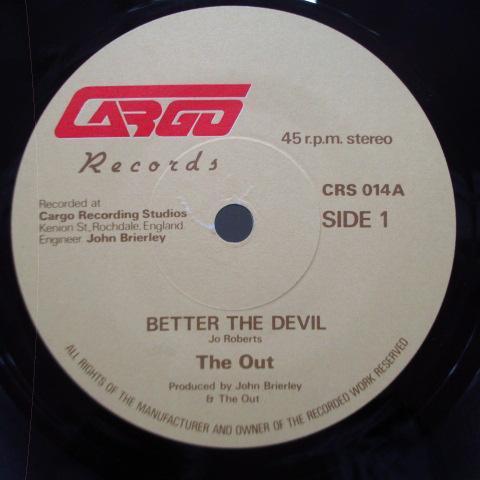 CARGO
Records
45 r.p.m. stereo
CRS 014A
SIDE 1
Recorded at
Cargo Recording Studios
Kenion St., Rochdale, England.
Engineer. John Brierley
BETTER THE DEVIL
Jo Roberts
The Out
Produced by John Brierley
& The Out
ALL RIGHTS OF THE MANUFACTURER AND OWNER OF THE RECORDED WORK RESERVED